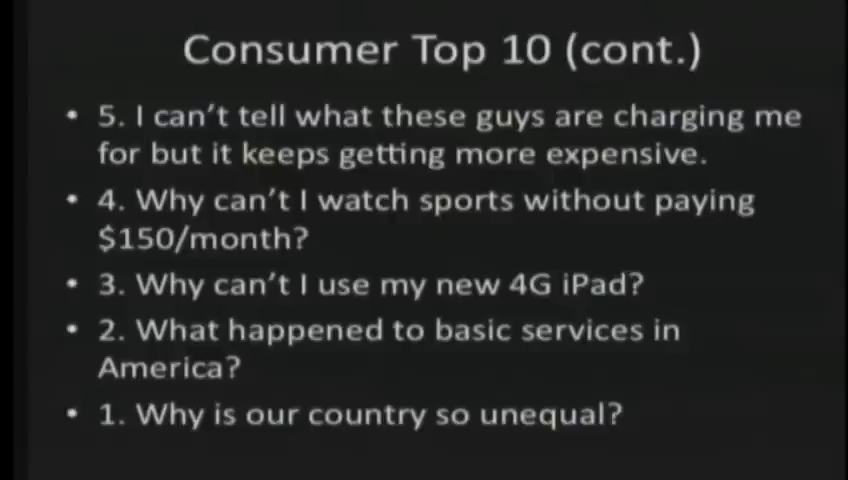 Consumer Top 10 (cont.)
• 5. I can't tell what these guys are charging me
for but it keeps getting more expensive.
• 4. Why can't I watch sports without paying
$150/month?
• 3. Why can't I use my new 4G iPad?
• 2. What happened to basic services in
America?
• 1. Why is our country so unequal?